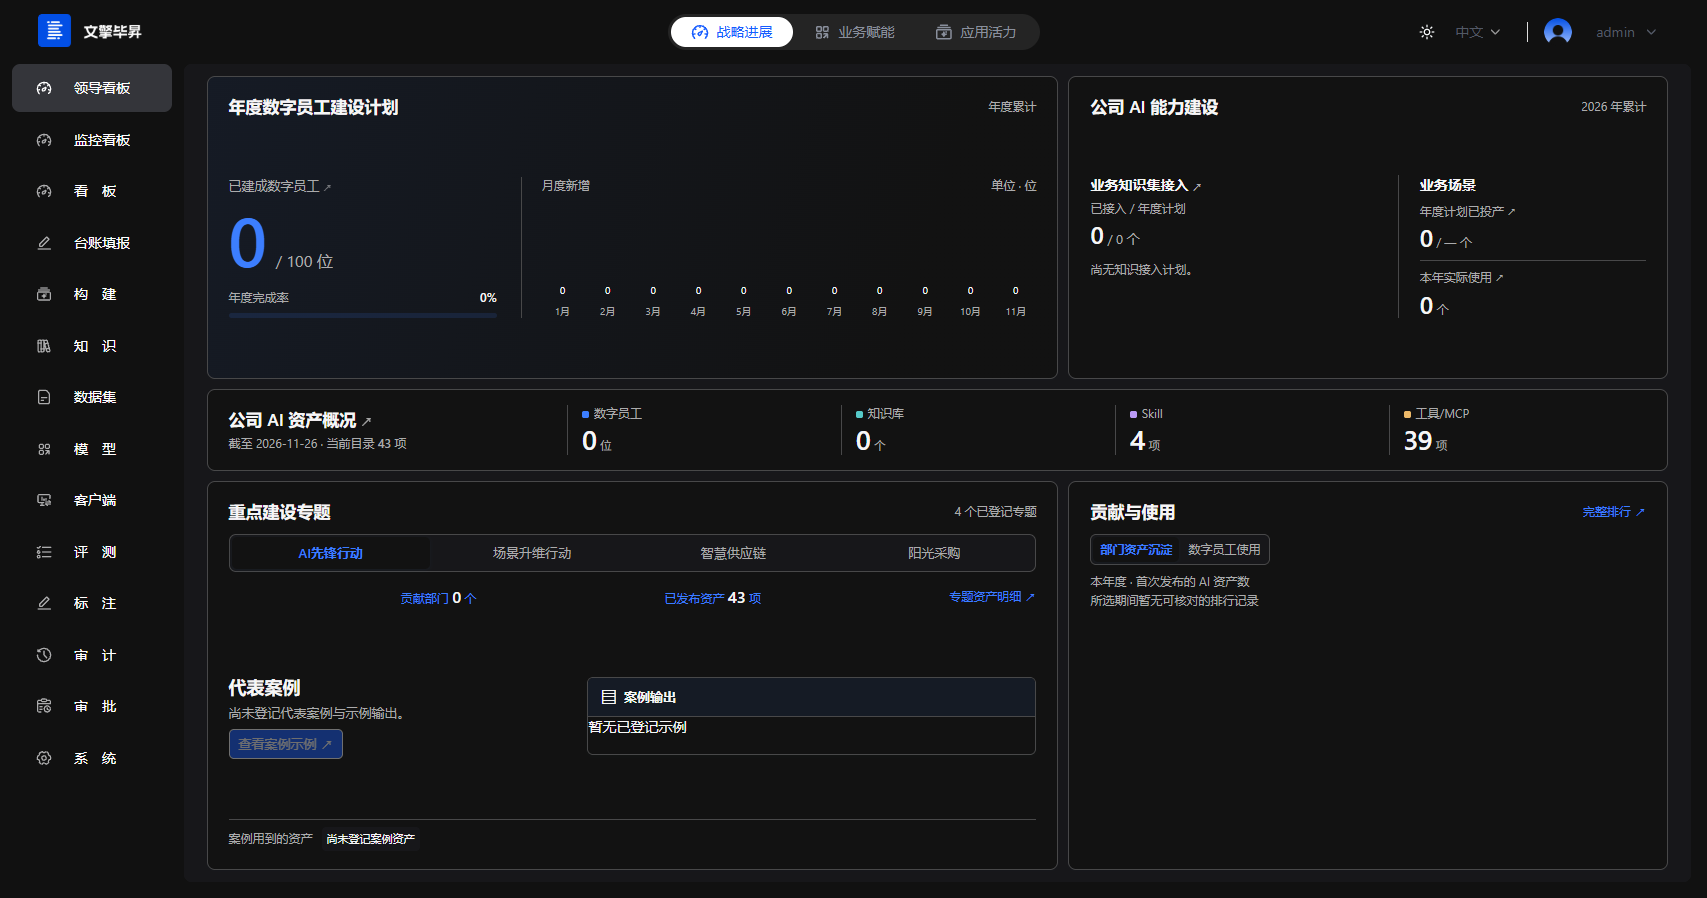 文擎毕昇
战略进展
业务赋能
应用活力
中文
admin
领导看板
监控看板
看 板
台账填报
构 建
知 识
数据集
模 型
客户端
评 测
标 注
审 计
审 批
系 统
年度数字员工建设计划
年度累计
已建成数字员工 ↗
0 / 100 位
年度完成率 0%
月度新增
单位 · 位
0 0 0 0 0 0 0 0 0 0 0
1月 2月 3月 4月 5月 6月 7月 8月 9月 10月 11月
公司 AI 能力建设
2026 年累计
业务知识集接入 ↗
已接入 / 年度计划
0 / 0 个
尚无知识接入计划。
业务场景
年度计划已投产 ↗
0 / — 个
本年实际使用 ↗
0 个
公司 AI 资产概况 ↗
截至 2026-11-26 · 当前目录 43 项
数字员工
0 位
知识库
0 个
Skill
4 项
工具/MCP
39 项
重点建设专题
4 个已登记专题
AI先锋行动
场景升维行动
智慧供应链
阳光采购
贡献部门 0 个
已发布资产 43 项
专题资产明细 ↗
代表案例
尚未登记代表案例与示例输出。
查看案例示例 ↗
案例输出
暂无已登记示例
案例用到的资产
尚未登记案例资产
贡献与使用
完整排行 ↗
部门资产沉淀
数字员工使用
本年度 · 首次发布的 AI 资产数
所选期间暂无可核对的排行记录